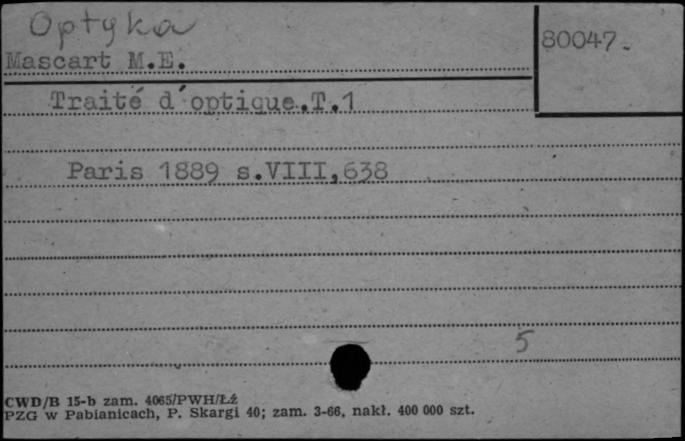 Optyka
80047.
Mascart M.E.
Traité d'optique.T.1
Paris 1889 s.VIII,638
5
CWD/B 15-b zam. 4065/PWH/Łź
PZG w Pabianicach, P. Skargi 40; zam. 3-66, nakł. 400 000 szt.